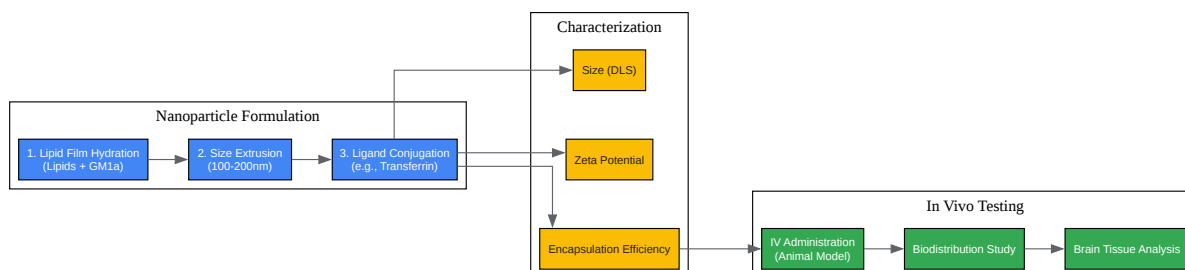 Nanoparticle Formulation
1. Lipid Film Hydration
(Lipids + GM1a)
2. Size Extrusion
(100-200nm)
3. Ligand Conjugation
(e.g., Transferrin)
Characterization
Size (DLS)
Zeta Potential
Encapsulation Efficiency
In Vivo Testing
IV Administration
(Animal Model)
Biodistribution Study
Brain Tissue Analysis